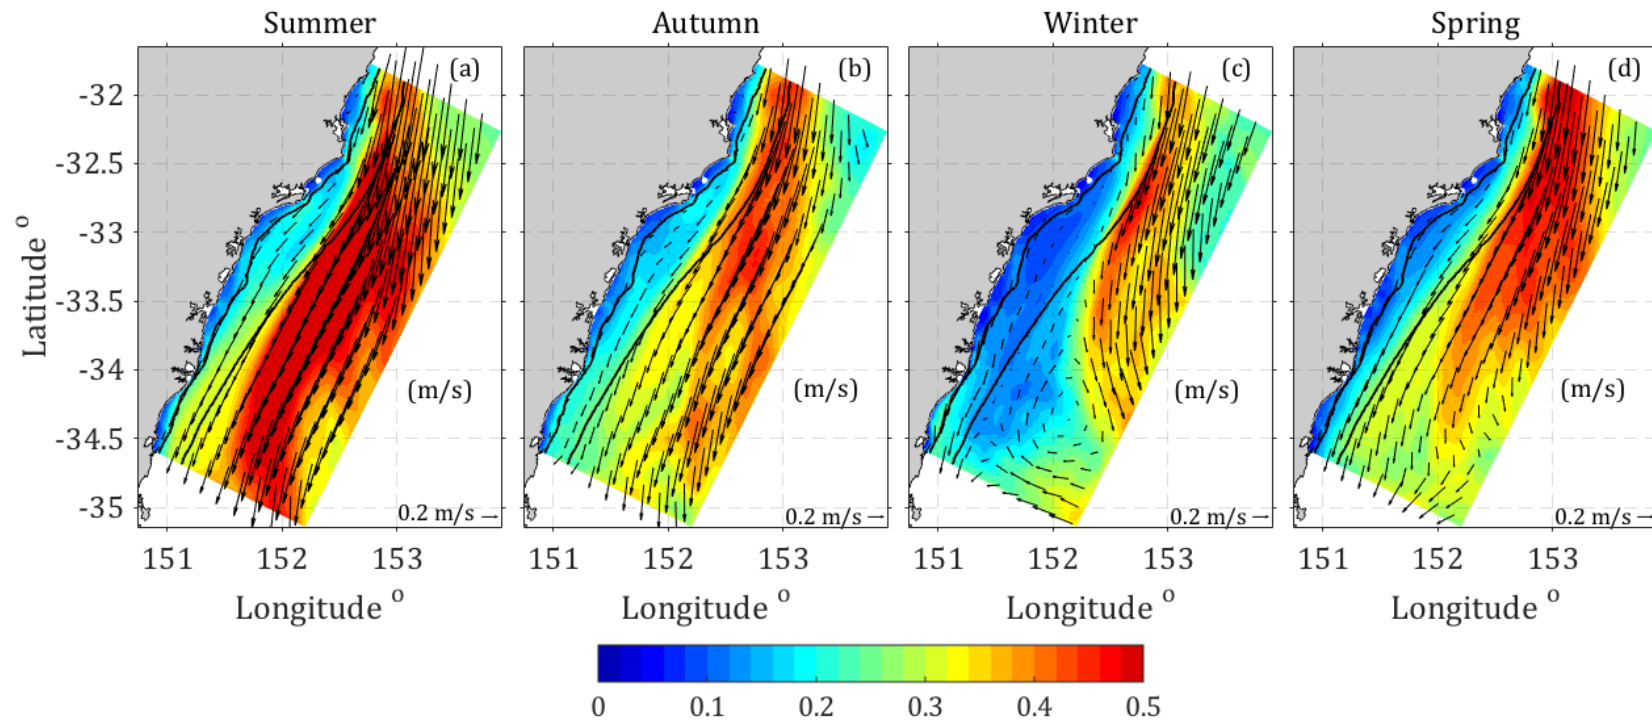 Summer Autumn Winter Spring
(a) (b) (c) (d)
-32
-32.5
-33
-33.5
-34
-34.5
-35
Latitude o
(m/s) (m/s) (m/s) (m/s)
0.2 m/s → 0.2 m/s → 0.2 m/s → 0.2 m/s →
151 152 153 151 152 153 151 152 153 151 152 153
Longitude o Longitude o Longitude o Longitude o
0 0.1 0.2 0.3 0.4 0.5